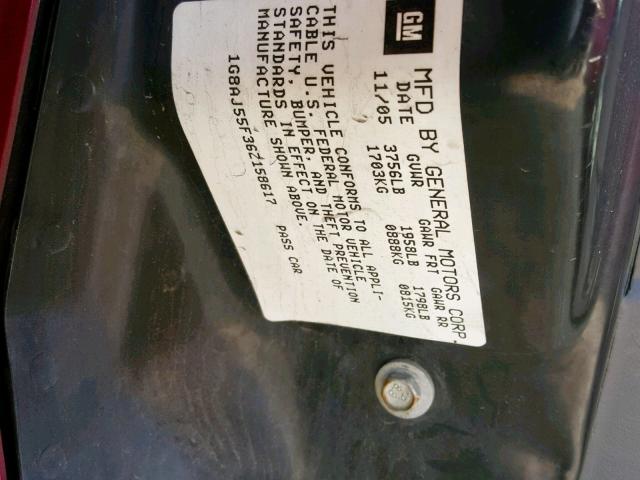 GM
MFD BY GENERAL MOTORS CORP.
DATE GVWR GAWR FRT GAWR RR
11/05 3756LB 1958LB 1798LB
1703KG 0888KG 0815KG
THIS VEHICLE CONFORMS TO ALL APPLI-
CABLE U.S. FEDERAL MOTOR VEHICLE
SAFETY, BUMPER, AND THEFT PREVENTION
STANDARDS IN EFFECT ON THE DATE OF
MANUFACTURE SHOWN ABOVE.
1G8AJ55F36Z158617 PASS CAR